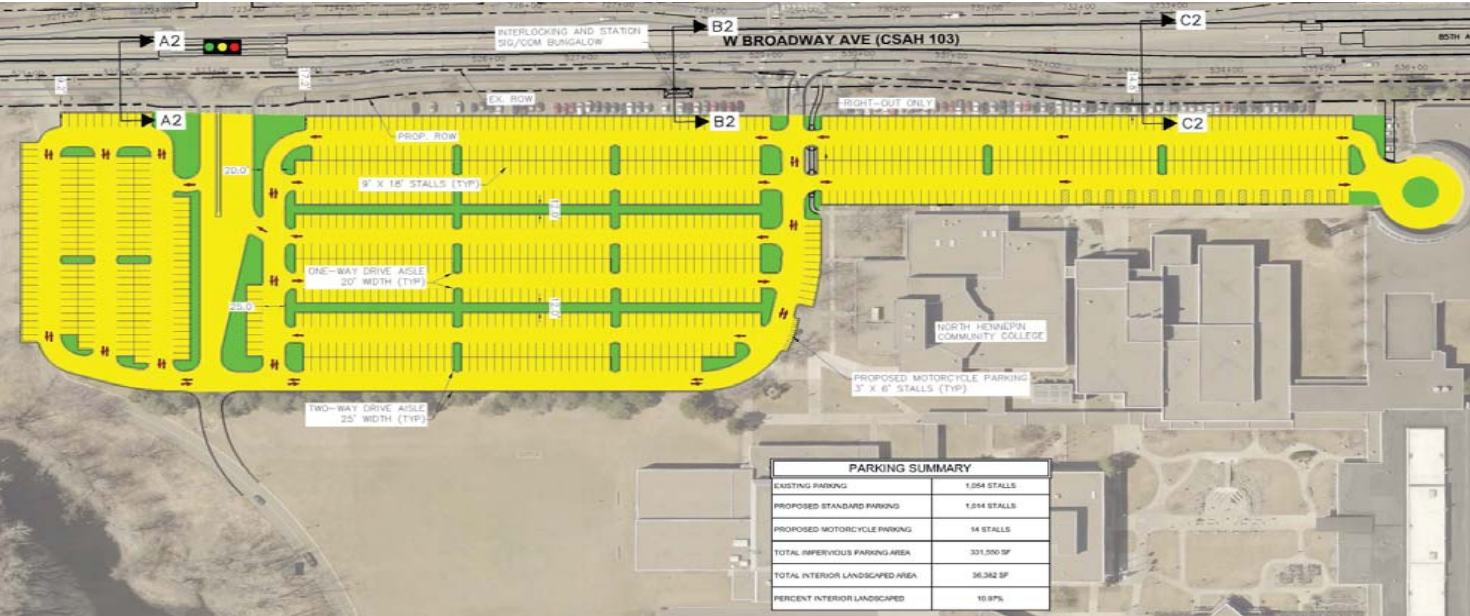 A2
B2
C2
INTERLOCKING AND STATION
SIG/COM BUNGALOW
W BROADWAY AVE (CSAH 103)
EX. ROW
RIGHT-OUT ONLY
A2
B2
C2
PROP. ROW
20.0'
9' X 18' STALLS (TYP)
12.0'
ONE-WAY DRIVE AISLE
20' WIDTH (TYP)
25.0'
12.0'
NORTH HENNEPIN
COMMUNITY COLLEGE
PROPOSED MOTORCYCLE PARKING
3' X 6' STALLS (TYP)
TWO-WAY DRIVE AISLE
25' WIDTH (TYP)
PARKING SUMMARY
EXISTING PARKING 1,054 STALLS
PROPOSED STANDARD PARKING 1,014 STALLS
PROPOSED MOTORCYCLE PARKING 14 STALLS
TOTAL IMPERVIOUS PARKING AREA 331,550 SF
TOTAL INTERIOR LANDSCAPED AREA 36,382 SF
PERCENT INTERIOR LANDSCAPED 10.97%